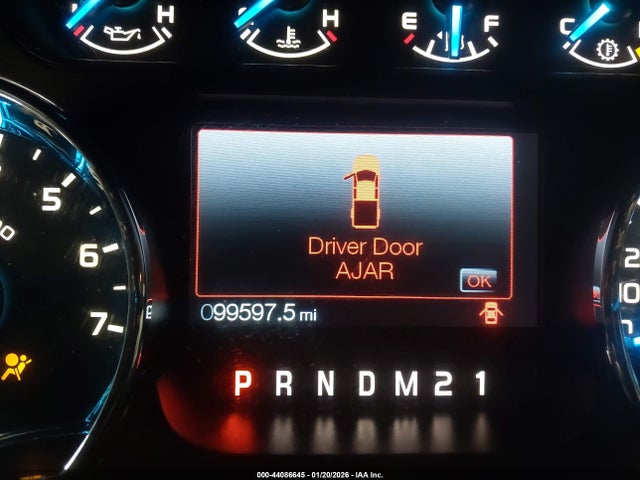 H C H E F C
Driver Door
AJAR
OK
099597.5 mi
5
6
7
P R N D M 2 1
000-44086645 - 01/20/2026 - IAA Inc.